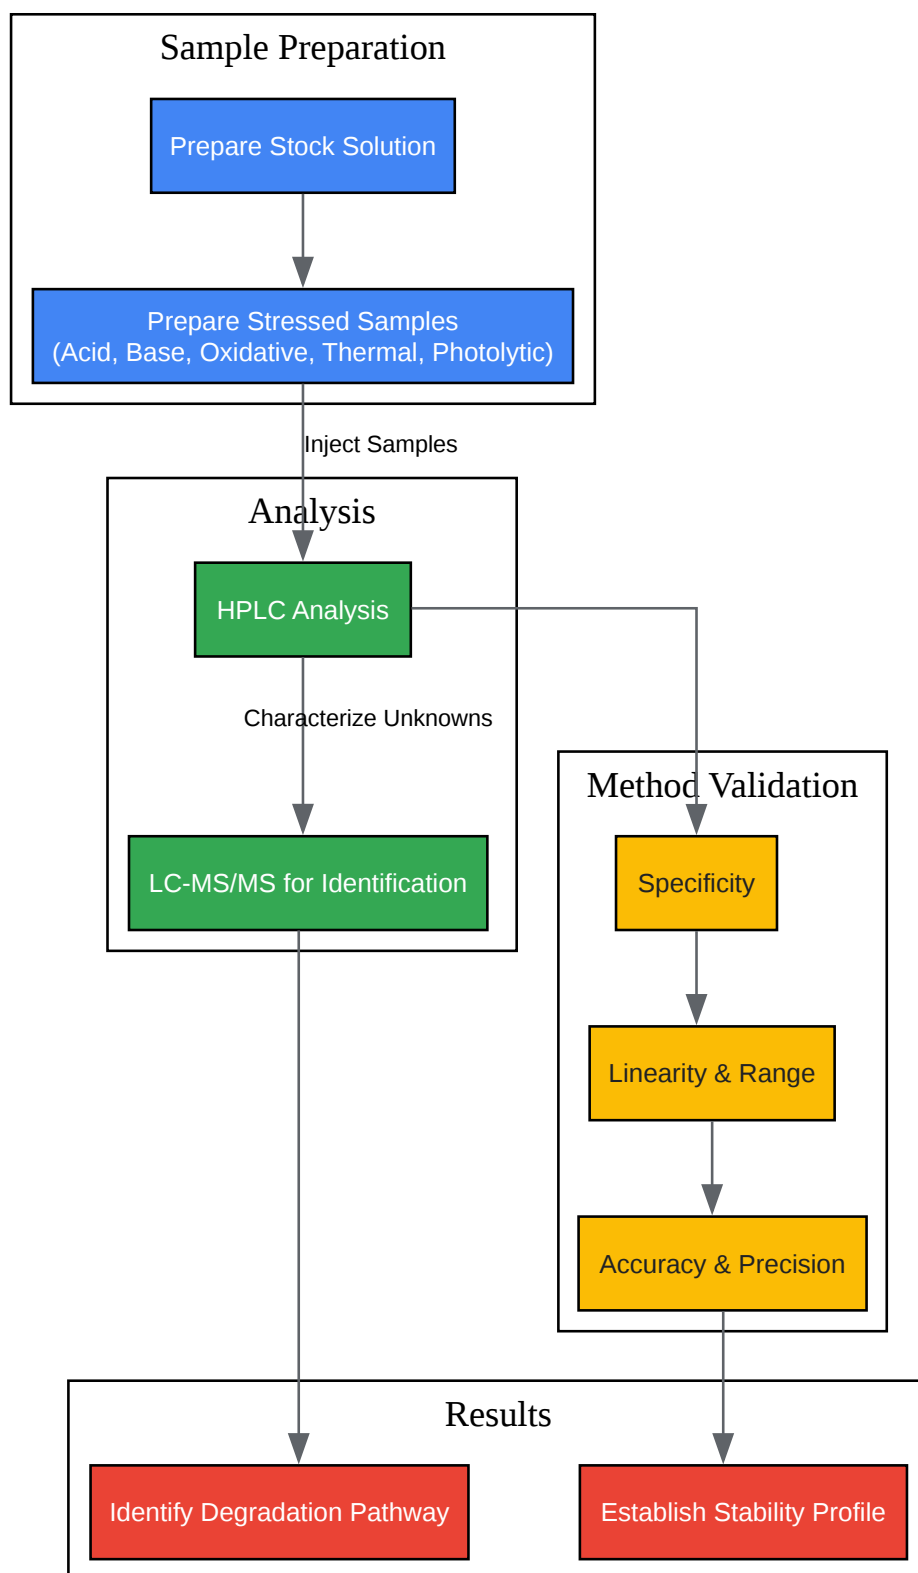 Sample Preparation
Prepare Stock Solution
Prepare Stressed Samples
(Acid, Base, Oxidative, Thermal, Photolytic)
Inject Samples
Analysis
HPLC Analysis
Characterize Unknowns
LC-MS/MS for Identification
Method Validation
Specificity
Linearity & Range
Accuracy & Precision
Results
Identify Degradation Pathway
Establish Stability Profile